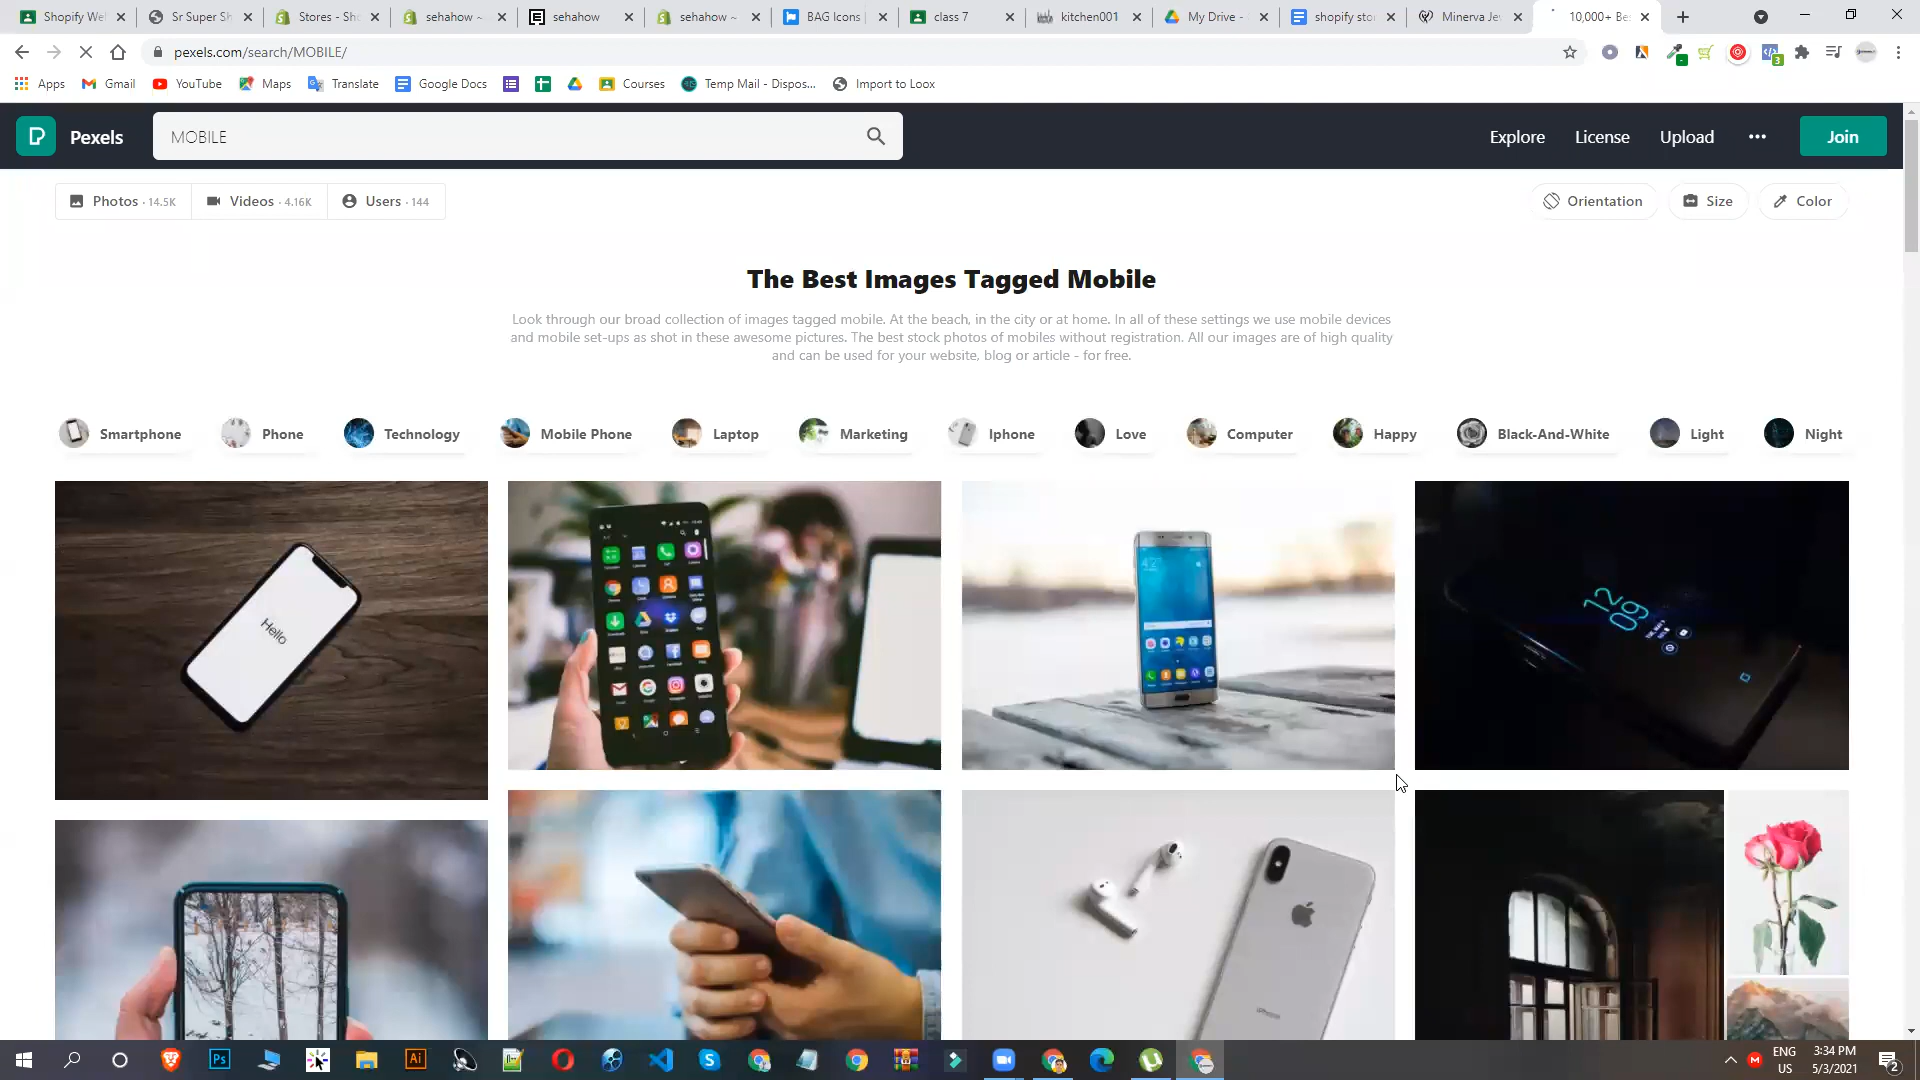 Shopify We
Sr Super Sh
Stores - Sho
sehahow ~
sehahow
sehahow ~
BAG Icons |
class 7
kitchen001
My Drive -
shopify sto
Minerva Je
10,000+ Be
pexels.com/search/MOBILE/
Apps
Gmail
YouTube
Maps
Translate
Google Docs
Courses
Temp Mail - Dispos...
Import to Loox
Pexels
MOBILE
Explore
License
Upload
Join
Photos · 14.5K
Videos · 4.16K
Users · 144
Orientation
Size
Color
The Best Images Tagged Mobile
Look through our broad collection of images tagged mobile. At the beach, in the city or at home. In all of these settings we use mobile devices
and mobile set-ups as shot in these awesome pictures. The best stock photos of mobiles without registration. All our images are of high quality
and can be used for your website, blog or article - for free.
Smartphone
Phone
Technology
Mobile Phone
Laptop
Marketing
Iphone
Love
Computer
Happy
Black-And-White
Light
Night
Hello
4:27
12
09
iPhone
Ps
Ai
ENG
US
3:34 PM
5/3/2021
2